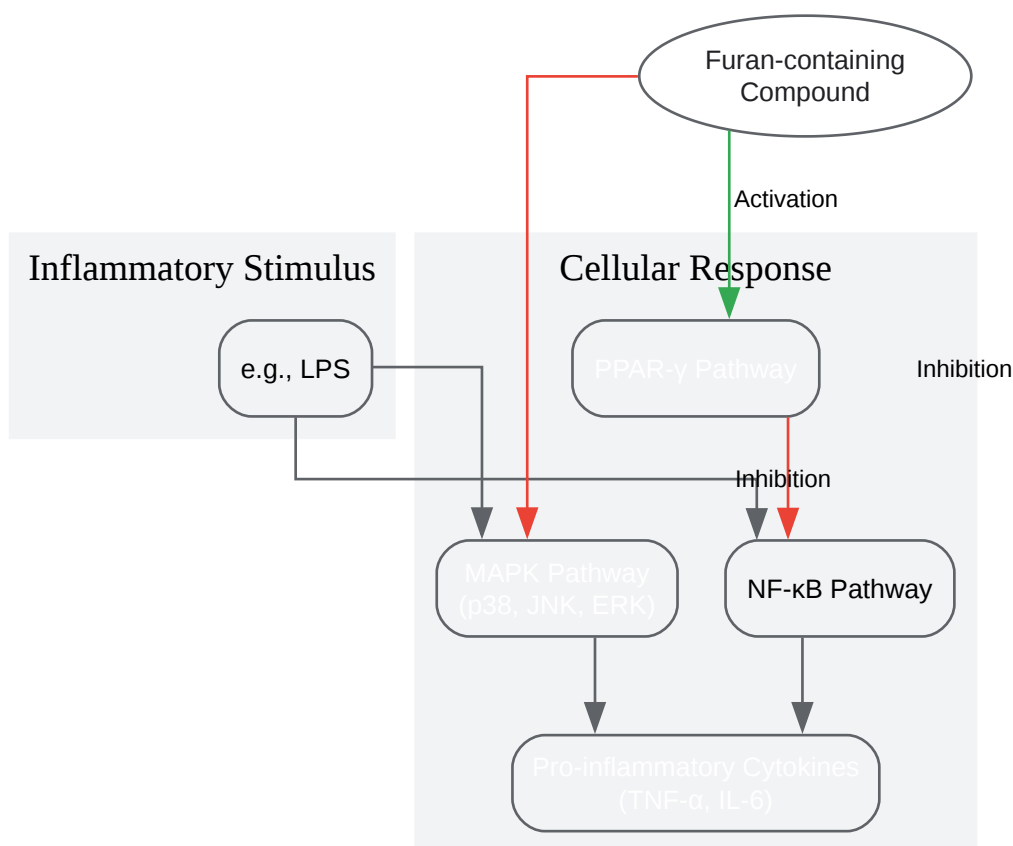 Furan-containing
Compound
Activation
Inflammatory Stimulus
Cellular Response
e.g., LPS
PPAR-γ Pathway
Inhibition
Inhibition
MAPK Pathway
(p38, JNK, ERK)
NF-κB Pathway
Pro-inflammatory Cytokines
(TNF-α, IL-6)